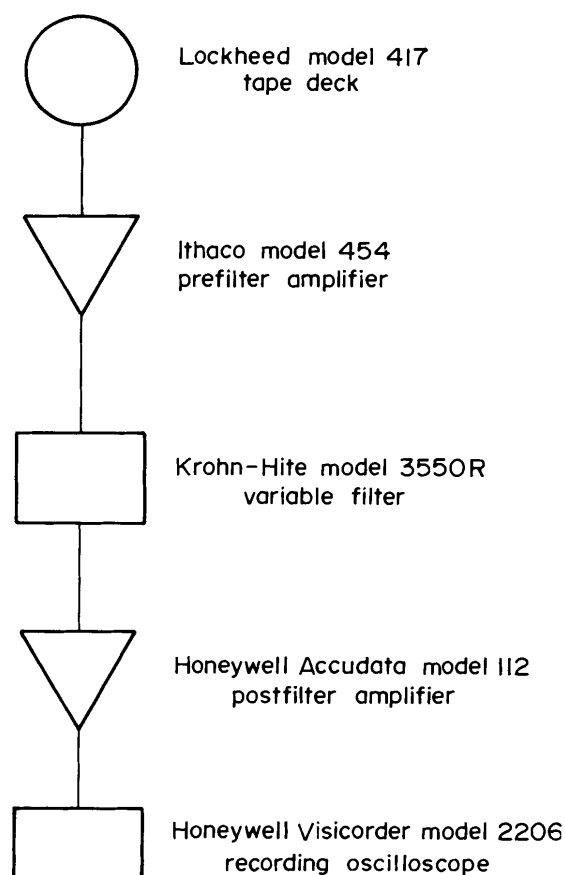 Lockheed model 417
tape deck
Ithaco model 454
prefilter amplifier
Krohn-Hite model 3550R
variable filter
Honeywell Accudata model 112
postfilter amplifier
Honeywell Visicorder model 2206
recording oscilloscope